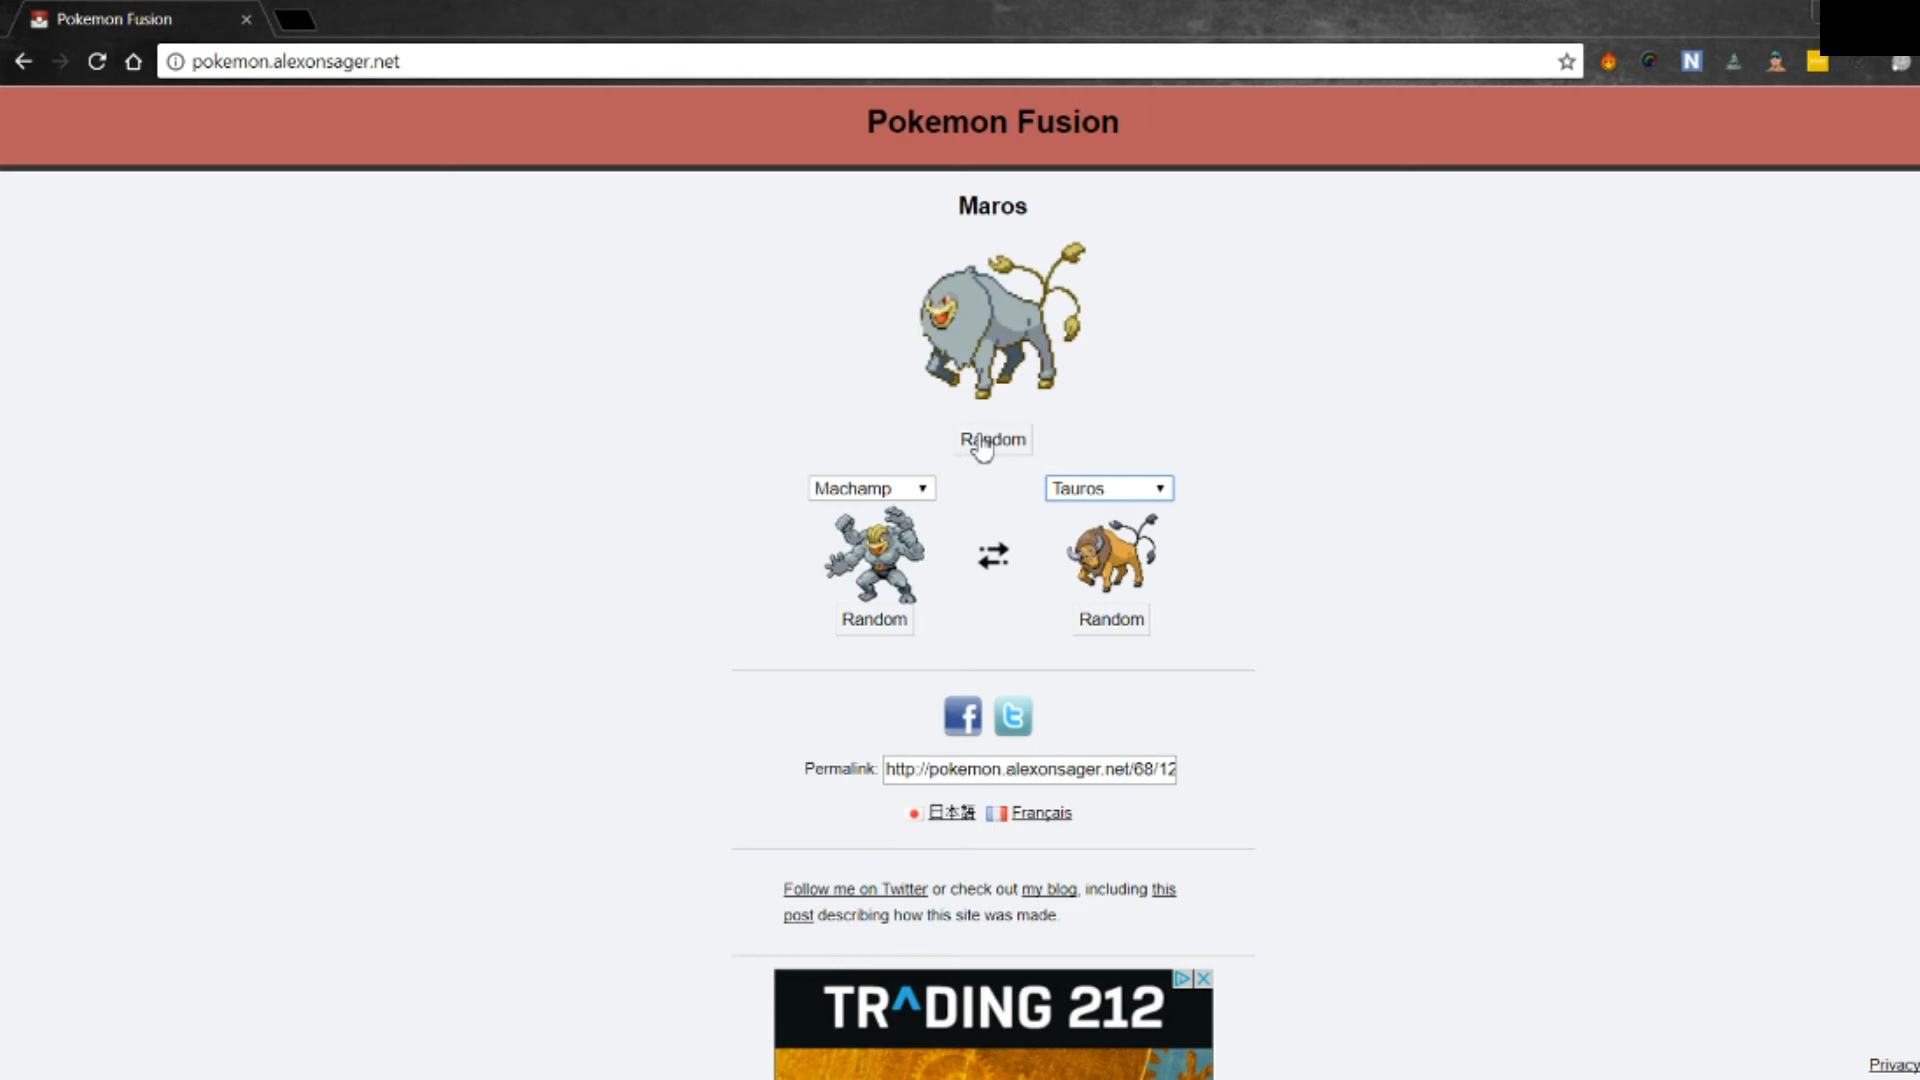 Pokemon Fusion
pokemon.alexonsager.net
N
Pokemon Fusion
Maros
Random
Machamp
Tauros
Random
Random
f
t
Permalink: http://pokemon.alexonsager.net/68/12
日本語 Français
Follow me on Twitter or check out my blog, including this
post describing how this site was made.
TRADING 212
Privacy